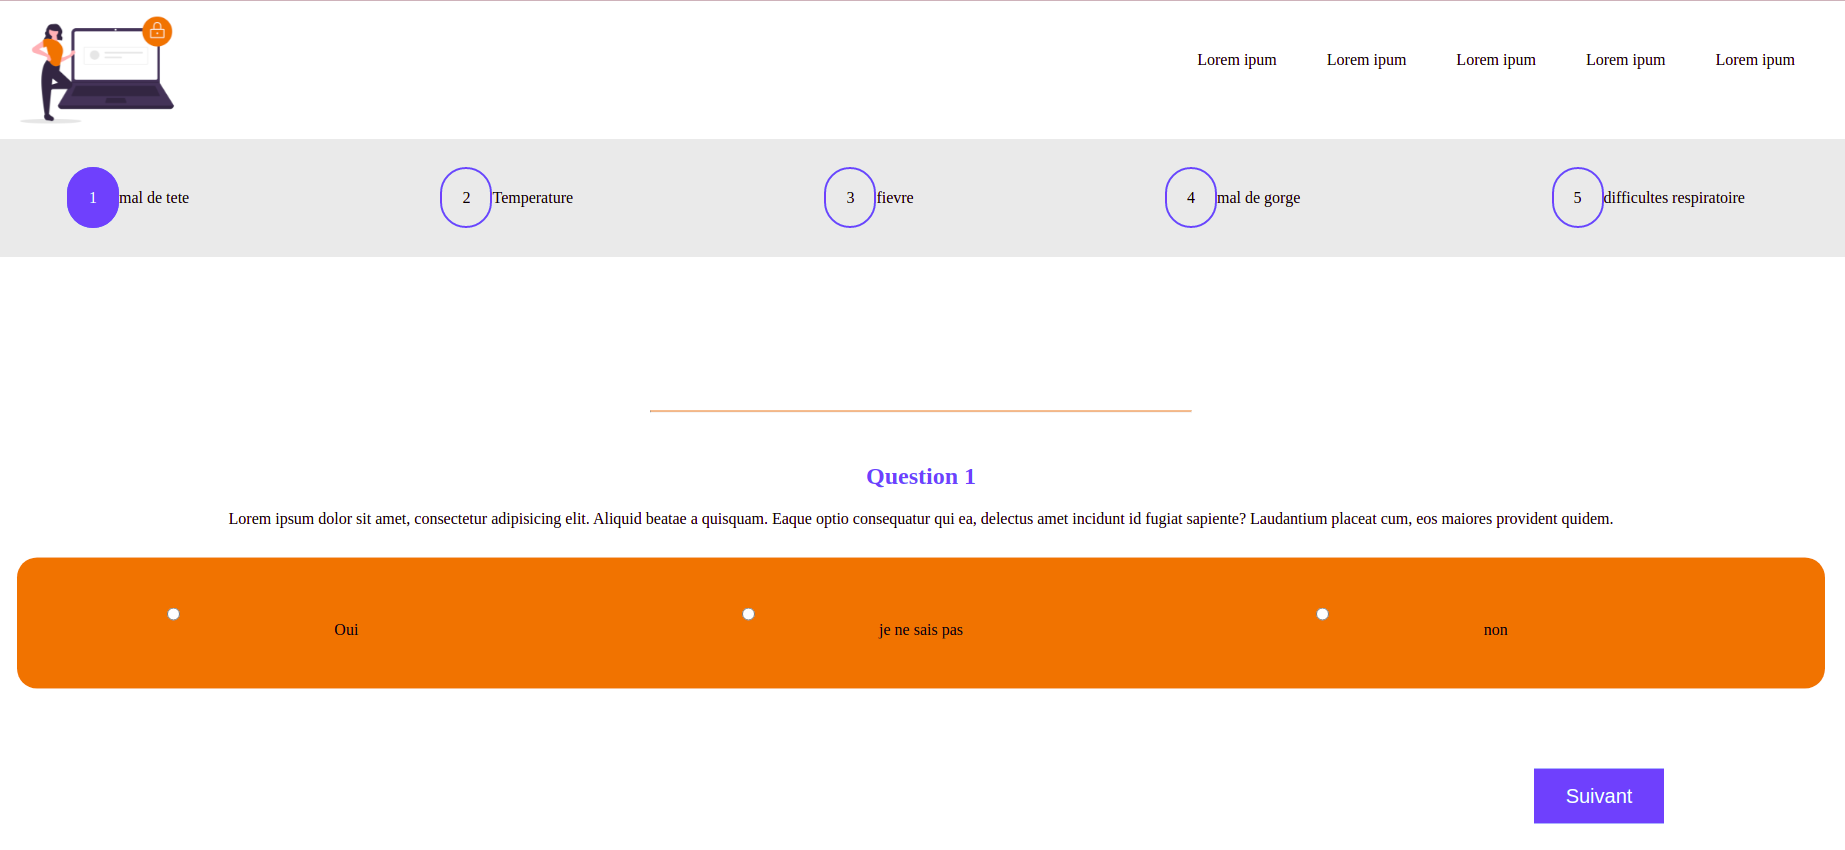 Lorem ipum Lorem ipum Lorem ipum Lorem ipum Lorem ipum
1 mal de tete 2 Temperature 3 fievre 4 mal de gorge 5 difficultes respiratoire
Question 1
Lorem ipsum dolor sit amet, consectetur adipisicing elit. Aliquid beatae a quisquam. Eaque optio consequatur qui ea, delectus amet incidunt id fugiat sapiente? Laudantium placeat cum, eos maiores provident quidem.
Oui je ne sais pas non
Suivant